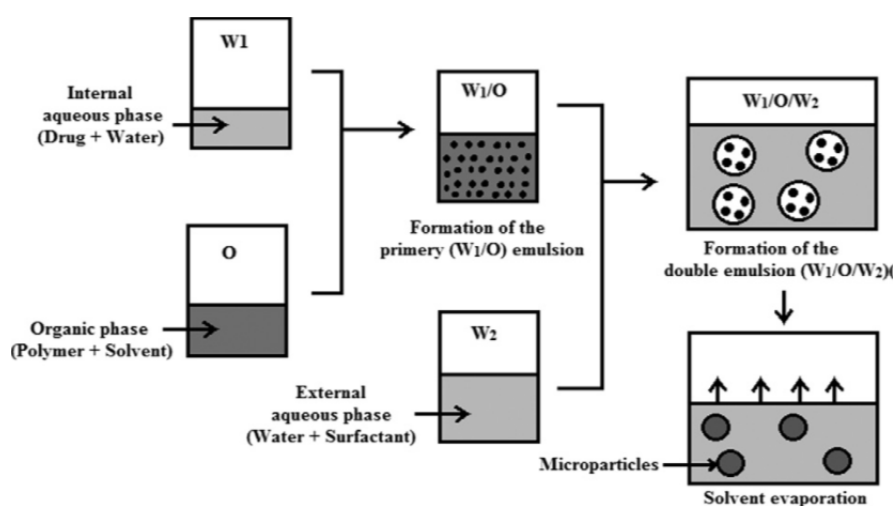 W1
Internal
aqueous phase
(Drug + Water)
O
Organic phase
(Polymer + Solvent)
W₁/O
Formation of the
primery (W₁/O) emulsion
W₂
External
aqueous phase
(Water + Surfactant)
W₁/O/W₂
Formation of the
double emulsion (W₁/O/W₂)(
Microparticles
Solvent evaporation